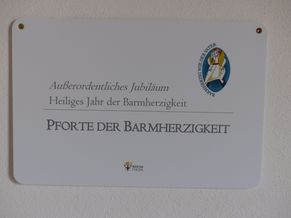 Außerordentliches Jubiläum
Heiliges Jahr der Barmherzigkeit
PFORTE DER BARMHERZIGKEIT